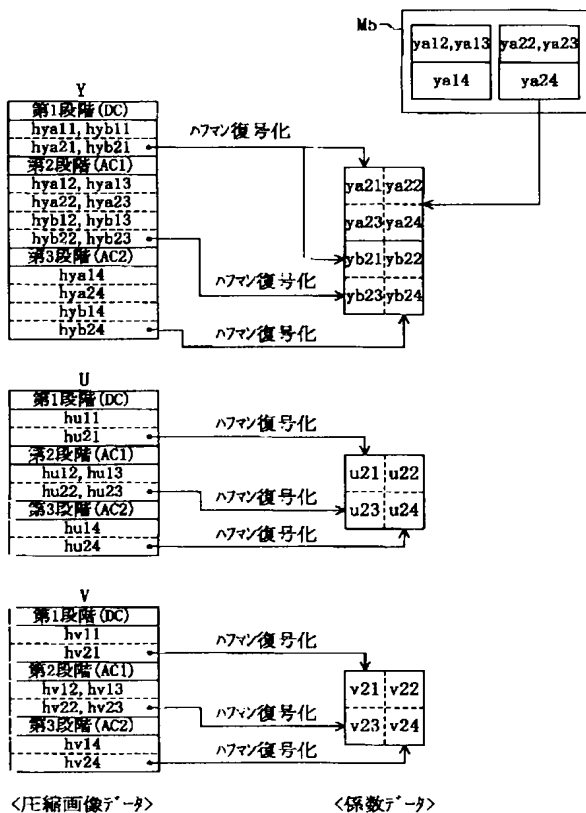 M5
ya12,ya13
ya14
ya22,ya23
ya24
Y
第1段階(DC)
hya11,hyb11
hya21,hyb21
第2段階(AC1)
hya12,hya13
hya22,hya23
hyb12,hyb13
hyb22,hyb23
第3段階(AC2)
hya14
hya24
hyb14
hyb24
ハフマン復号化
ハフマン復号化
ハフマン復号化
ya21 ya22
ya23 ya24
yb21 yb22
yb23 yb24
U
第1段階(DC)
hu11
hu21
第2段階(AC1)
hu12,hu13
hu22,hu23
第3段階(AC2)
hu14
hu24
ハフマン復号化
ハフマン復号化
ハフマン復号化
u21 u22
u23 u24
V
第1段階(DC)
hv11
hv21
第2段階(AC1)
hv12,hv13
hv22,hv23
第3段階(AC2)
hv14
hv24
ハフマン復号化
ハフマン復号化
ハフマン復号化
v21 v22
v23 v24
<圧縮画像データ>
<係数データ>